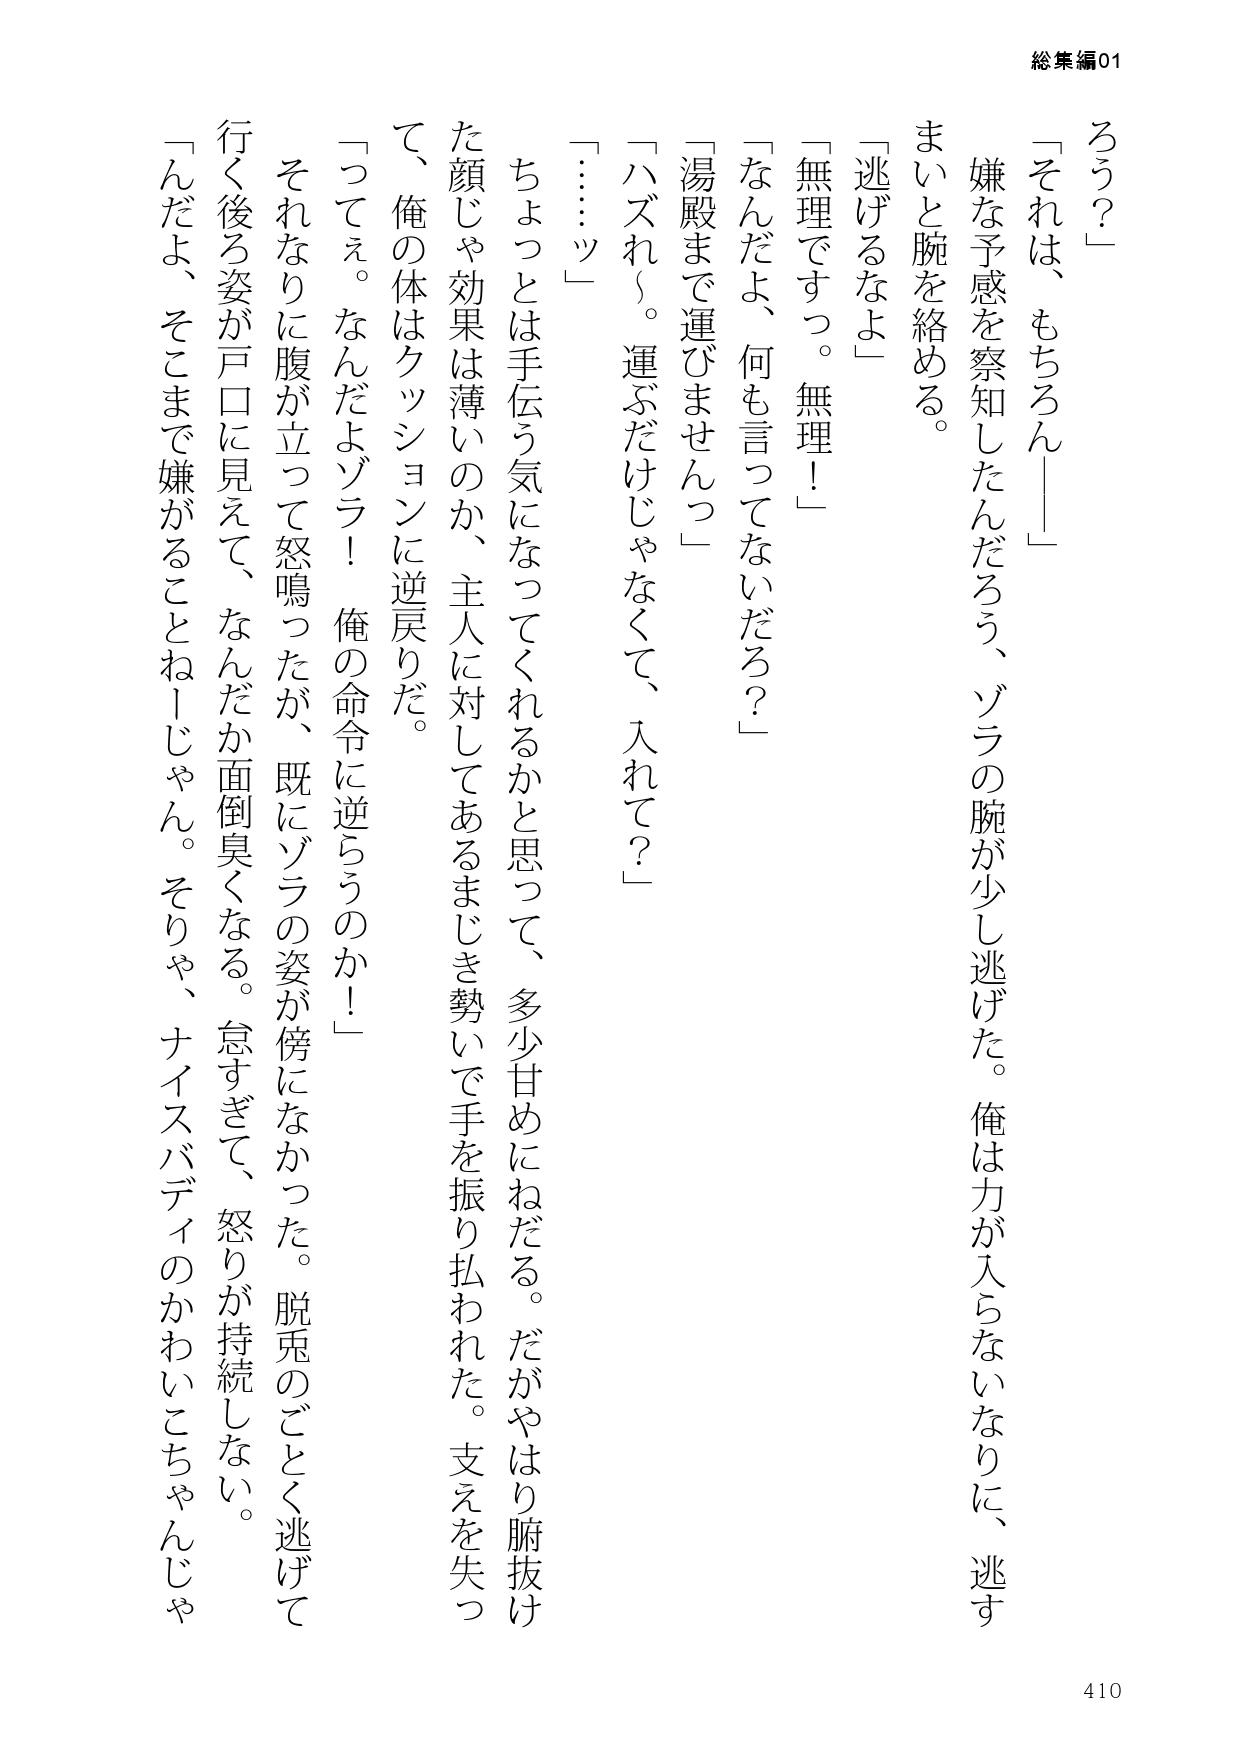 総集編01
ろう？」
「それは、もちろん――」
　嫌な予感を察知したんだろう、ゾラの腕が少し逃げた。俺は力が入らないなりに、逃す
まいと腕を絡める。
「逃げるなよ」
「無理ですっ。無理！」
「なんだよ、何も言ってないだろ？」
「湯殿まで運びませんっ」
「ハズれ～。運ぶだけじゃなくて、入れて？」
「……ッ」
　ちょっとは手伝う気になってくれるかと思って、多少甘めにねだる。だがやはり腑抜け
た顔じゃ効果は薄いのか、主人に対してあるまじき勢いで手を振り払われた。支えを失っ
て、俺の体はクッションに逆戻りだ。
「ってぇ。なんだよゾラ！　俺の命令に逆らうのか！」
　それなりに腹が立って怒鳴ったが、既にゾラの姿が傍になかった。脱兎のごとく逃げて
行く後ろ姿が戸口に見えて、なんだか面倒臭くなる。怠すぎて、怒りが持続しない。
「んだよ、そこまで嫌がることねーじゃん。そりゃ、ナイスバディのかわいこちゃんじゃ
410